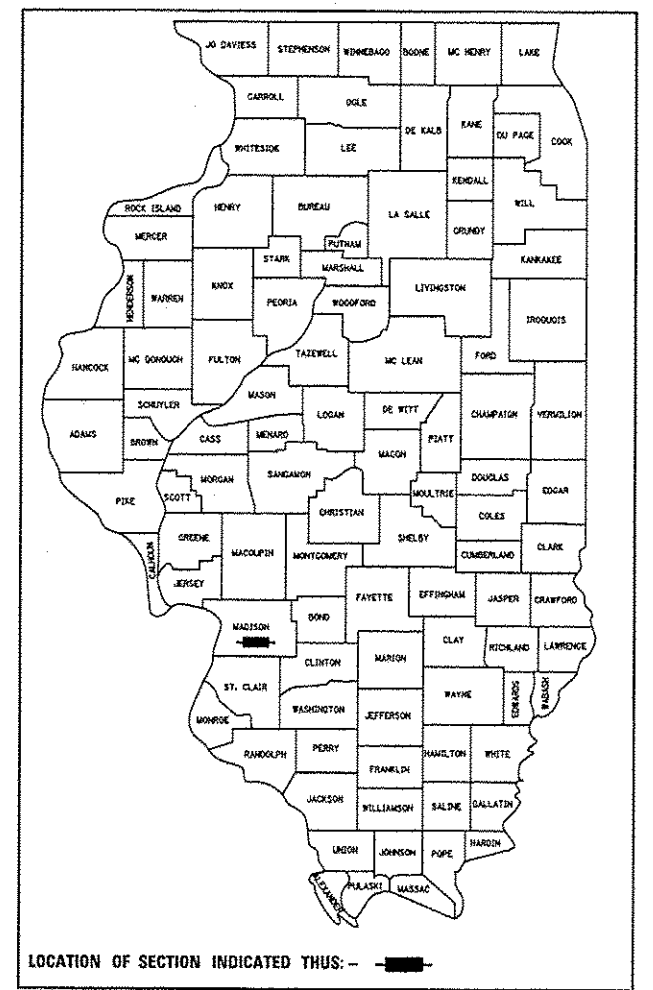 JO DAVIESS STEPHENSON WINNEBAGO BOONE MC HENRY LAKE
CARROLL OGLE DE KALB KANE DU PAGE COOK
WHITESIDE LEE
KENDALL
ROCK ISLAND HENRY BUREAU LA SALLE WILL
MERCER PUTNAM GRUNDY
STARK MARSHALL KANKAKEE
HENDERSON WARREN KNOX PEORIA WOODFORD LIVINGSTON IROQUOIS
HANCOCK MC DONOUGH FULTON TAZEWELL MC LEAN FORD
MASON
SCHUYLER LOGAN DE WITT CHAMPAIGN VERMILION
ADAMS BROWN CASS MENARD MACON PIATT
MORGAN SANGAMON DOUGLAS
PIKE SCOTT CHRISTIAN MOULTRIE EDGAR
COLES
GREENE MACOUPIN MONTGOMERY SHELBY
CALHOUN CUMBERLAND CLARK
JERSEY FAYETTE EFFINGHAM JASPER CRAWFORD
MADISON BOND
CLAY RICHLAND LAWRENCE
CLINTON MARION
ST. CLAIR WAYNE EDWARDS WABASH
WASHINGTON JEFFERSON
MONROE
RANDOLPH PERRY HAMILTON WHITE
FRANKLIN
JACKSON WILLIAMSON SALINE GALLATIN
UNION JOHNSON POPE HARDIN
ALEXANDER PULASKI MASSAC
LOCATION OF SECTION INDICATED THUS: –